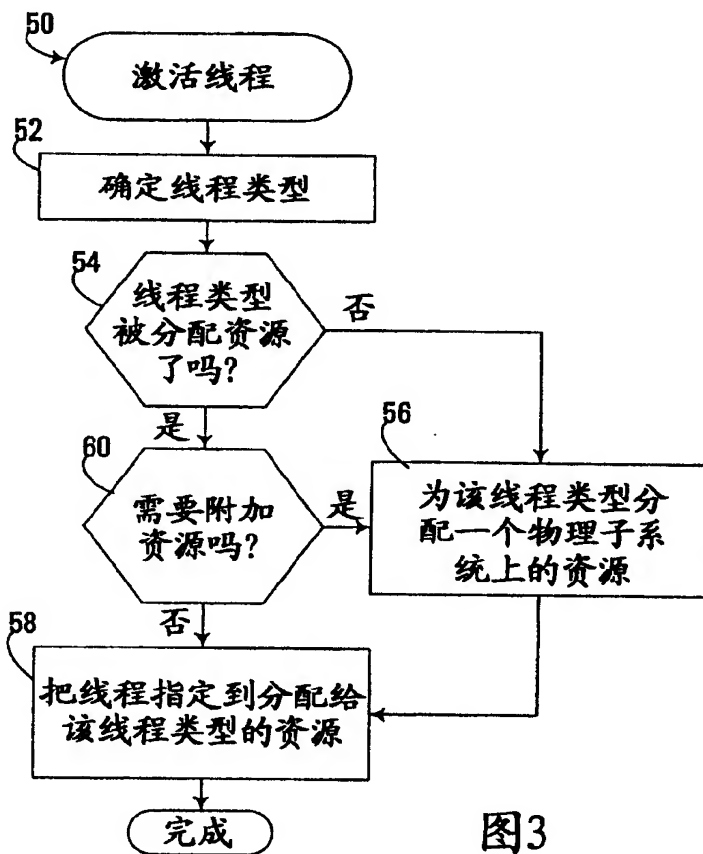 50
激活线程
52
确定线程类型
54
线程类型
被分配资源
了吗?
否
是
60
需要附加
资源吗?
是
56
为该线程类型分
配一个物理子系
统上的资源
否
58
把线程指定到分配给
该线程类型的资源
完成
图3